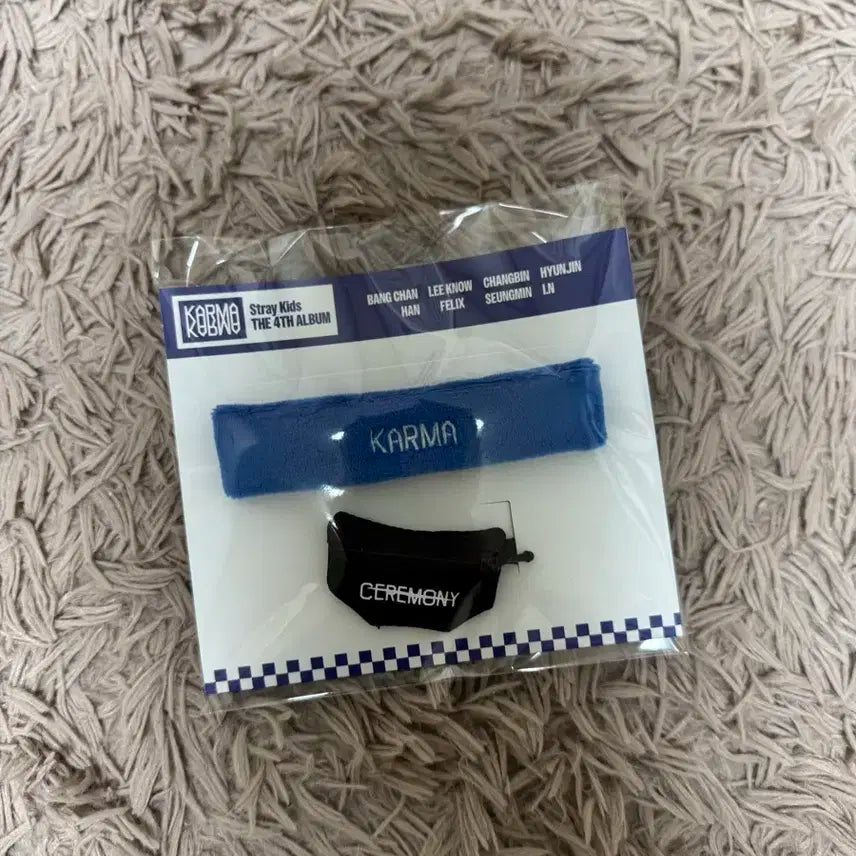 KARMA
KARMA
Stray Kids
THE 4TH ALBUM
BANG CHAN LEE KNOW CHANGBIN HYUNJIN
HAN FELIX SEUNGMIN I.N
KARMA
CEREMONY